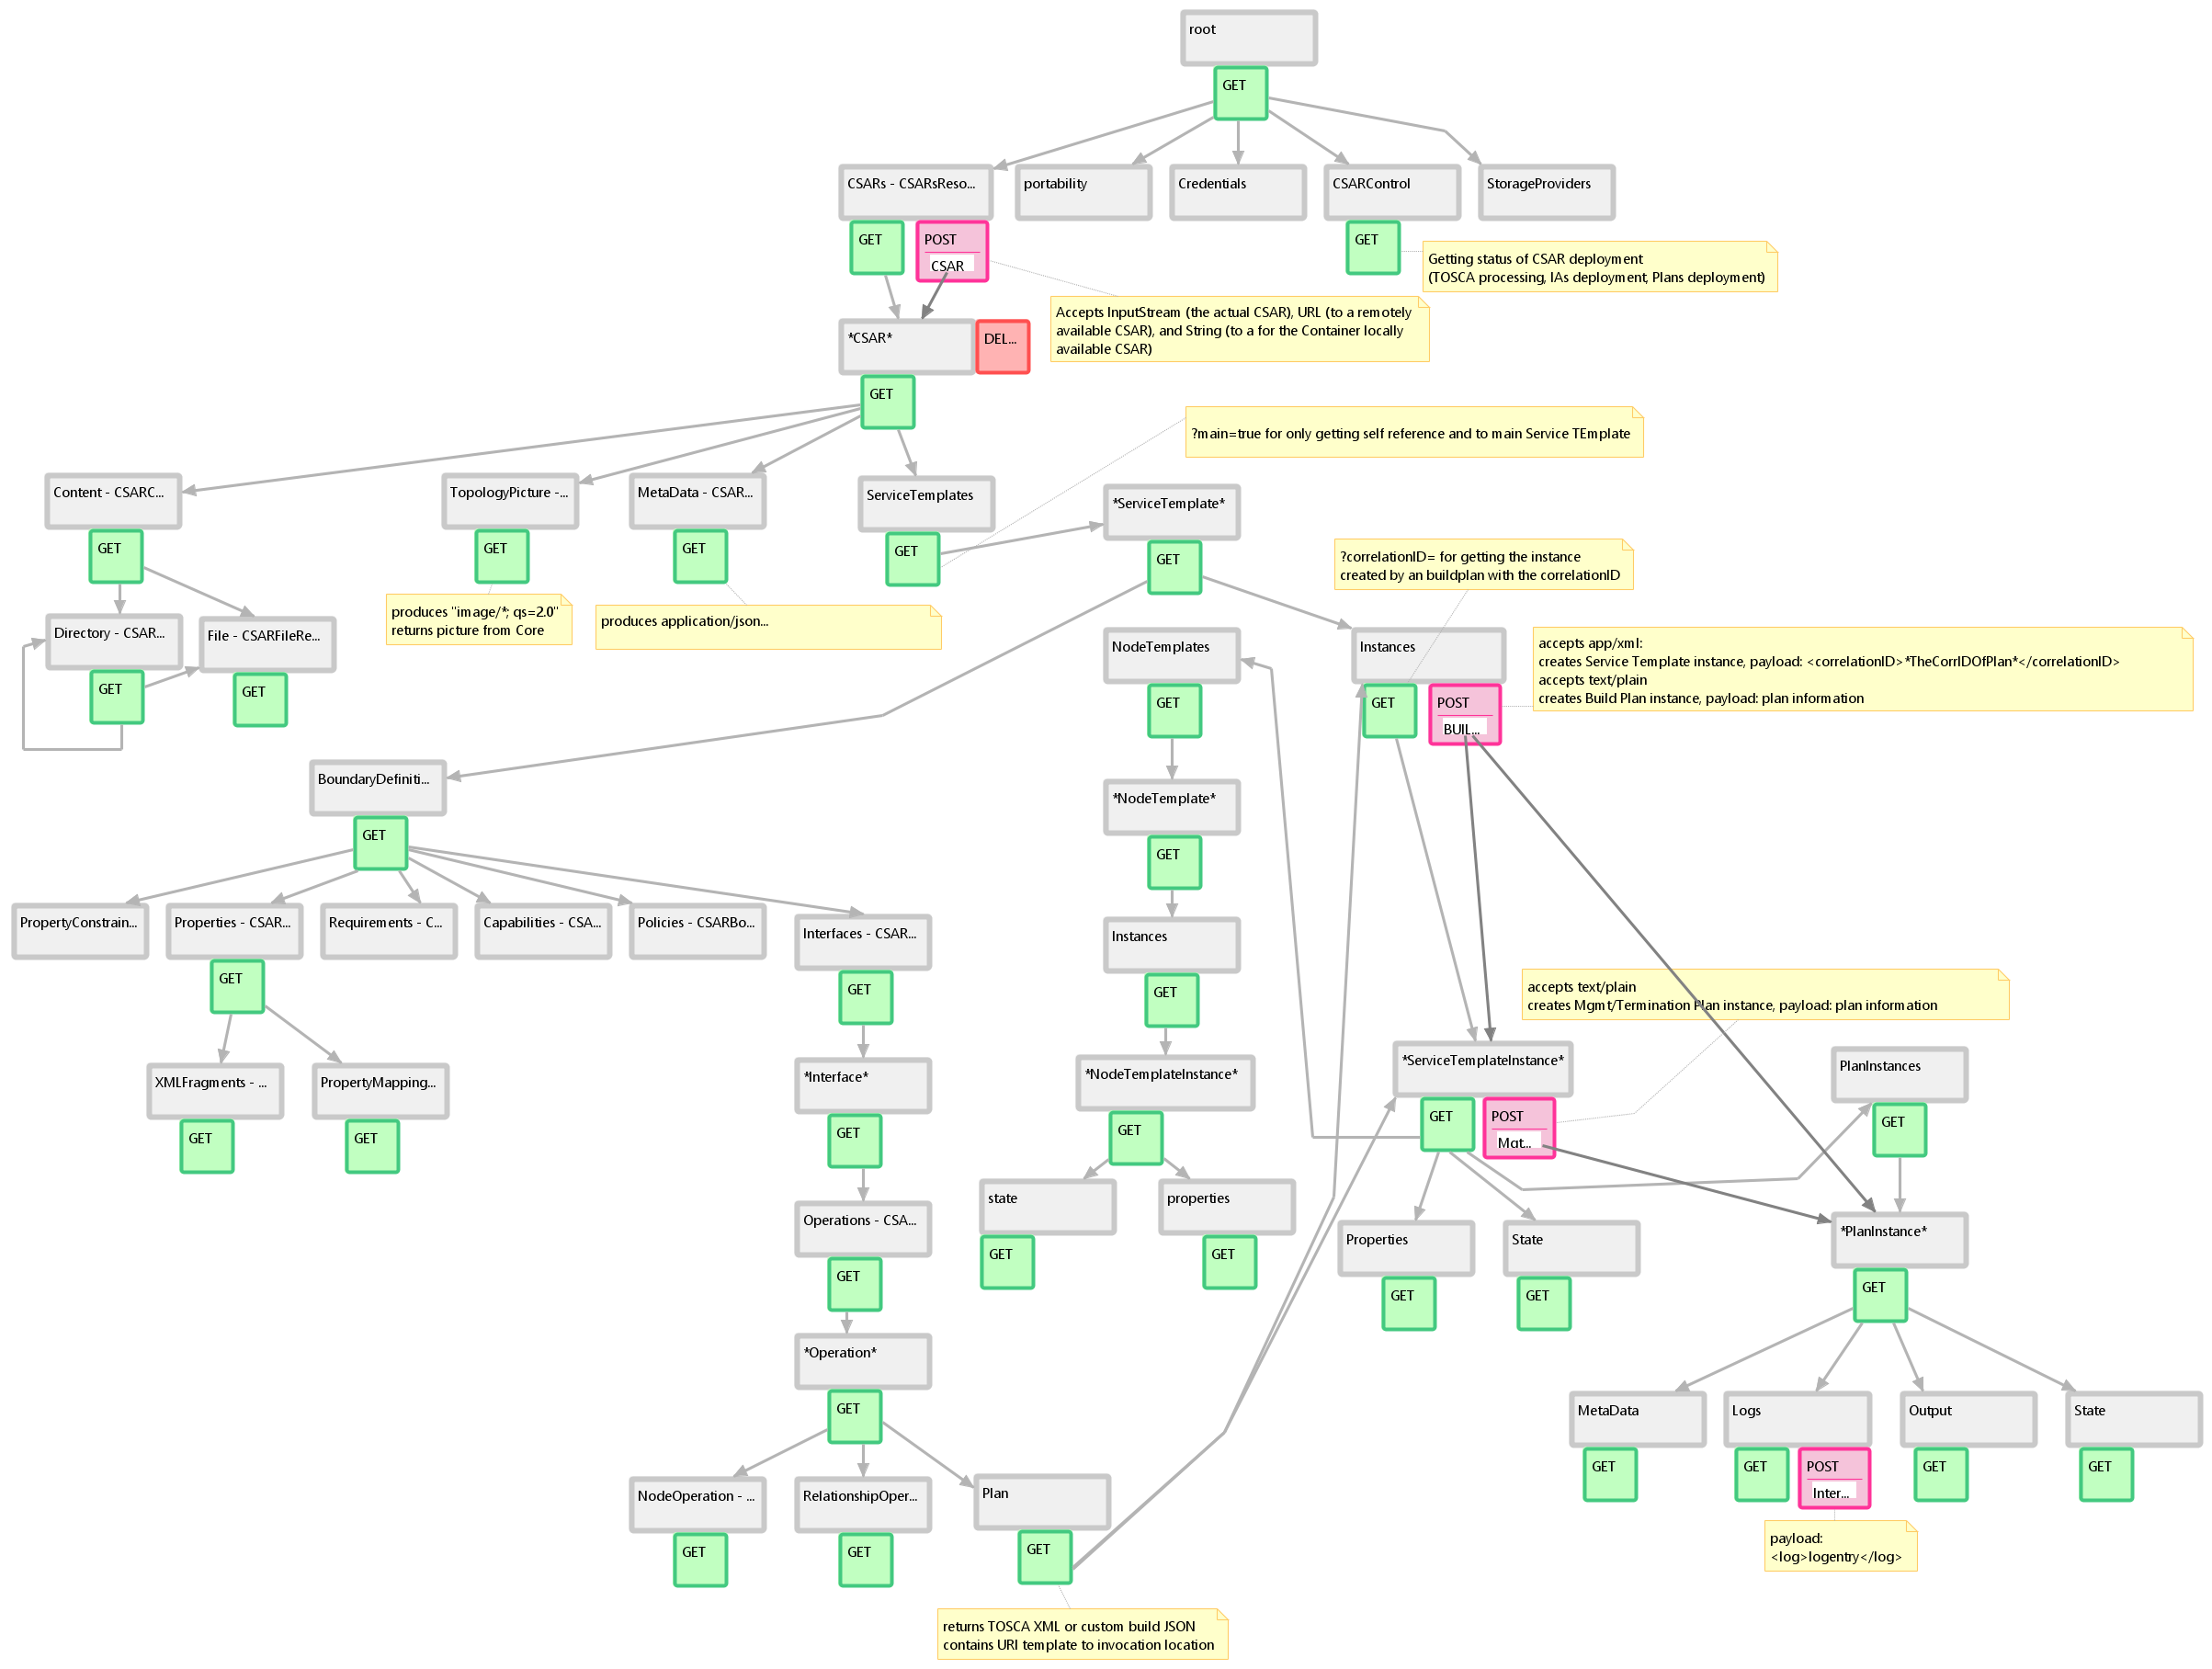 root
GET
CSARs - CSARsReso...
portability
Credentials
CSARControl
StorageProviders
GET
POST
CSAR
GET
Getting status of CSAR deployment
(TOSCA processing, IAs deployment, Plans deployment)
Accepts InputStream (the actual CSAR), URL (to a remotely
available CSAR), and String (to a for the Container locally
available CSAR)
*CSAR*
DEL...
GET
?main=true for only getting self reference and to main Service TEmplate
Content - CSARC...
TopologyPicture -...
MetaData - CSAR...
ServiceTemplates
*ServiceTemplate*
GET
GET
GET
GET
GET
?correlationID= for getting the instance
created by an buildplan with the correlationID
produces "image/*; qs=2.0"
returns picture from Core
produces application/json...
Directory - CSAR...
File - CSARFileRe...
GET
GET
NodeTemplates
Instances
accepts app/xml:
creates Service Template instance, payload: <correlationID>*TheCorrIDOfPlan*</correlationID>
accepts text/plain
creates Build Plan instance, payload: plan information
GET
GET
POST
BUIL...
BoundaryDefiniti...
GET
*NodeTemplate*
GET
PropertyConstrain...
Properties - CSAR...
Requirements - C...
Capabilities - CSA...
Policies - CSARBo...
Interfaces - CSAR...
Instances
GET
GET
GET
accepts text/plain
creates Mgmt/Termination Plan instance, payload: plan information
XMLFragments - ...
PropertyMapping...
GET
GET
*Interface*
GET
*NodeTemplateInstance*
GET
*ServiceTemplateInstance*
GET
POST
Mgt...
PlanInstances
GET
Operations - CSA...
GET
state
properties
GET
GET
Properties
State
GET
GET
*PlanInstance*
GET
*Operation*
GET
MetaData
Logs
Output
State
GET
GET
POST
Inter...
GET
GET
NodeOperation - ...
RelationshipOper...
Plan
GET
GET
GET
payload:
<log>logentry</log>
returns TOSCA XML or custom build JSON
contains URI template to invocation location